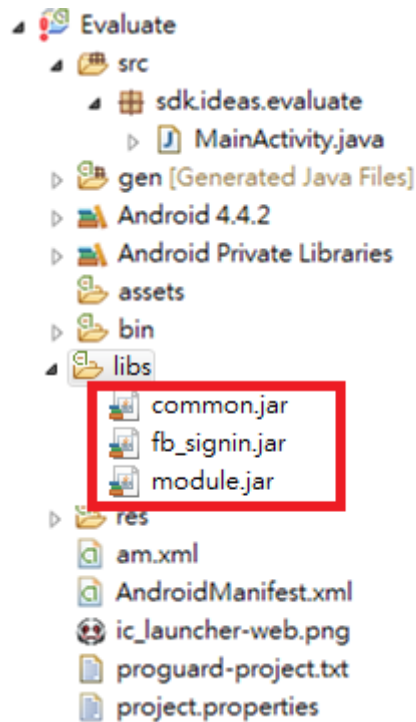 Evaluate
src
sdk.ideas.evaluate
MainActivity.java
gen [Generated Java Files]
Android 4.4.2
Android Private Libraries
assets
bin
libs
common.jar
fb_signin.jar
module.jar
res
am.xml
AndroidManifest.xml
ic_launcher-web.png
proguard-project.txt
project.properties